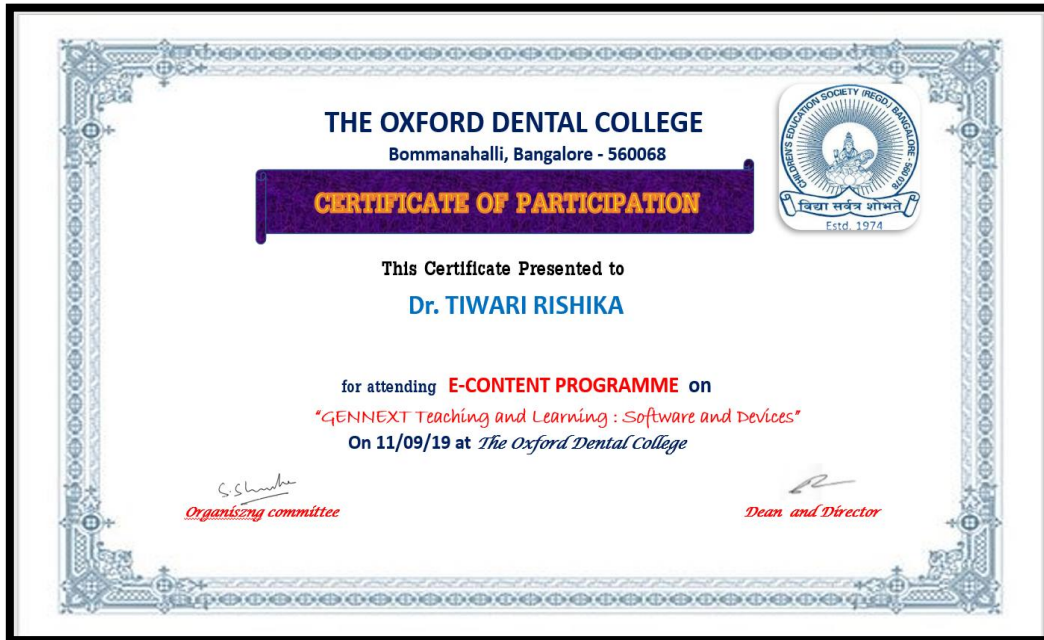 THE OXFORD DENTAL COLLEGE
Bommanahalli, Bangalore - 560068
CHILDREN'S EDUCATION SOCIETY (REGD.) BANGALORE - 560 078
विद्या सर्वत्र शोभते
Estd. 1974
CERTIFICATE OF PARTICIPATION
This Certificate Presented to
Dr. TIWARI RISHIKA
for attending E-CONTENT PROGRAMME on
"GENNEXT Teaching and Learning : Software and Devices"
On 11/09/19 at The Oxford Dental College
Organiszng committee
Dean and Director